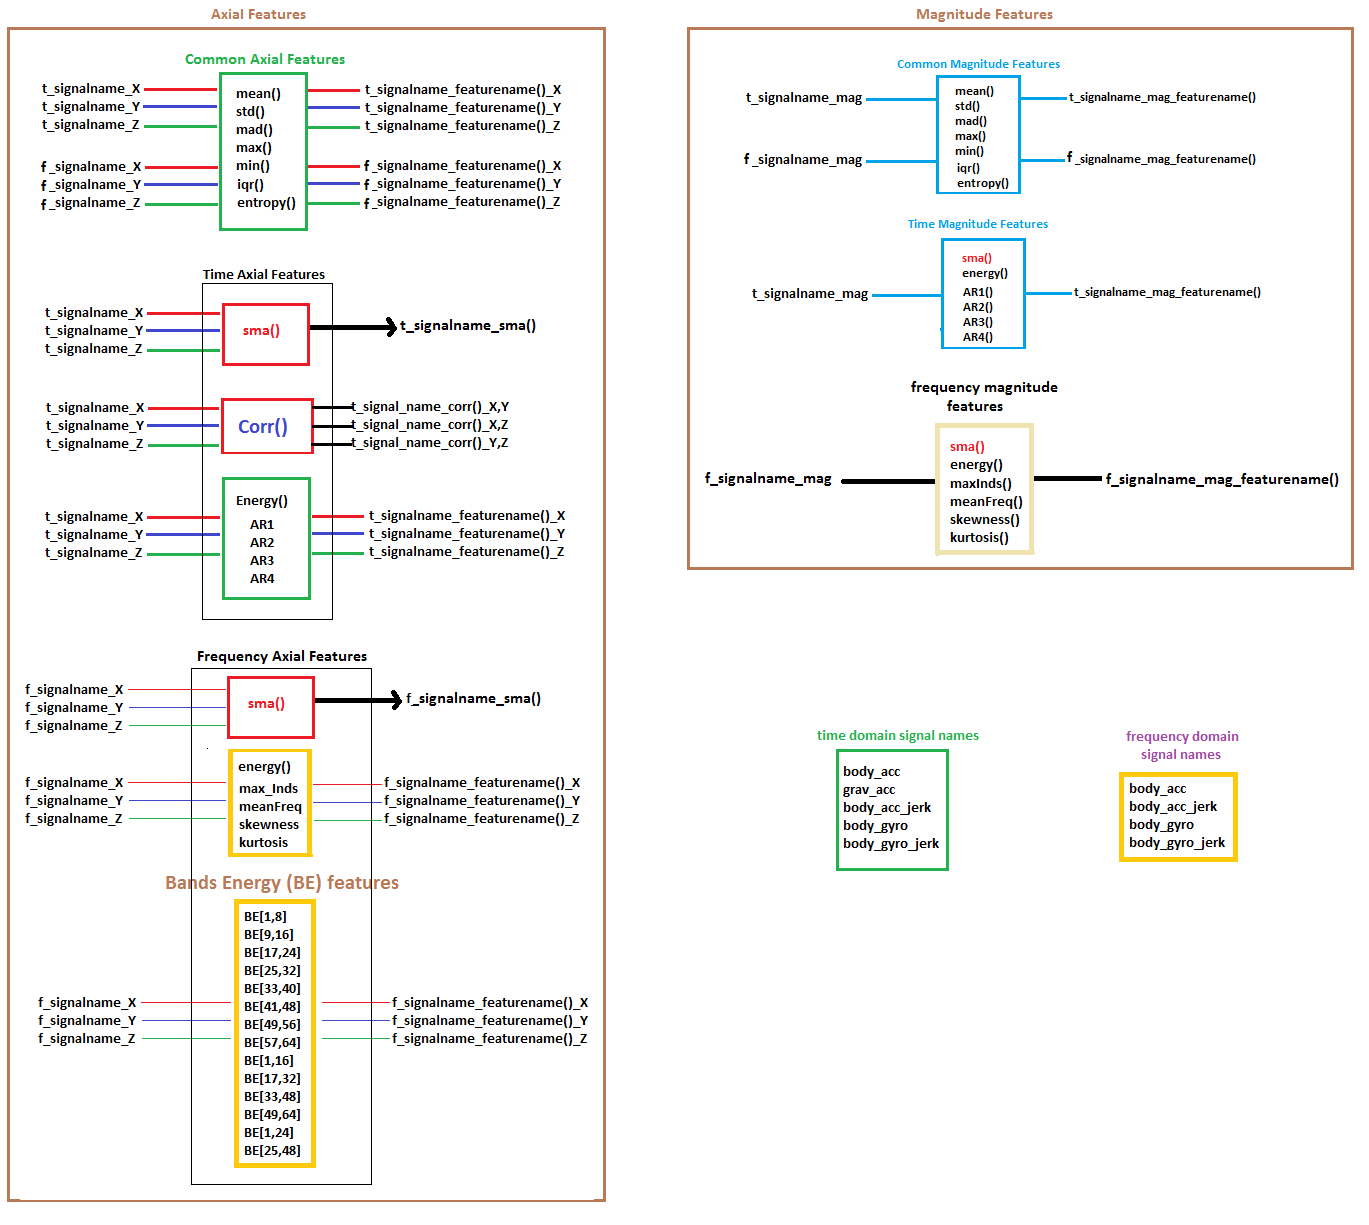 Axial Features
Common Axial Features
t_signalname_X
t_signalname_Y
t_signalname_Z
f_signalname_X
f_signalname_Y
f_signalname_Z
mean()
std()
mad()
max()
min()
iqr()
entropy()
t_signalname_featurename()_X
t_signalname_featurename()_Y
t_signalname_featurename()_Z
f_signalname_featurename()_X
f_signalname_featurename()_Y
f_signalname_featurename()_Z
Time Axial Features
t_signalname_X
t_signalname_Y
t_signalname_Z
sma()
t_signalname_sma()
t_signalname_X
t_signalname_Y
t_signalname_Z
Corr()
t_signal_name_corr()_X,Y
t_signal_name_corr()_X,Z
t_signal_name_corr()_Y,Z
t_signalname_X
t_signalname_Y
t_signalname_Z
Energy()
AR1
AR2
AR3
AR4
t_signalname_featurename()_X
t_signalname_featurename()_Y
t_signalname_featurename()_Z
Frequency Axial Features
f_signalname_X
f_signalname_Y
f_signalname_Z
sma()
f_signalname_sma()
f_signalname_X
f_signalname_Y
f_signalname_Z
energy()
max_Inds
meanFreq
skewness
kurtosis
f_signalname_featurename()_X
f_signalname_featurename()_Y
f_signalname_featurename()_Z
Bands Energy (BE) features
f_signalname_X
f_signalname_Y
f_signalname_Z
BE[1,8]
BE[9,16]
BE[17,24]
BE[25,32]
BE[33,40]
BE[41,48]
BE[49,56]
BE[57,64]
BE[1,16]
BE[17,32]
BE[33,48]
BE[49,64]
BE[1,24]
BE[25,48]
f_signalname_featurename()_X
f_signalname_featurename()_Y
f_signalname_featurename()_Z
Magnitude Features
Common Magnitude Features
t_signalname_mag
f_signalname_mag
mean()
std()
mad()
max()
min()
iqr()
entropy()
t_signalname_mag_featurename()
f_signalname_mag_featurename()
Time Magnitude Features
t_signalname_mag
sma()
energy()
AR1()
AR2()
AR3()
AR4()
t_signalname_mag_featurename()
frequency magnitude
features
f_signalname_mag
sma()
energy()
maxInds()
meanFreq()
skewness()
kurtosis()
f_signalname_mag_featurename()
time domain signal names
body_acc
grav_acc
body_acc_jerk
body_gyro
body_gyro_jerk
frequency domain
signal names
body_acc
body_acc_jerk
body_gyro
body_gyro_jerk